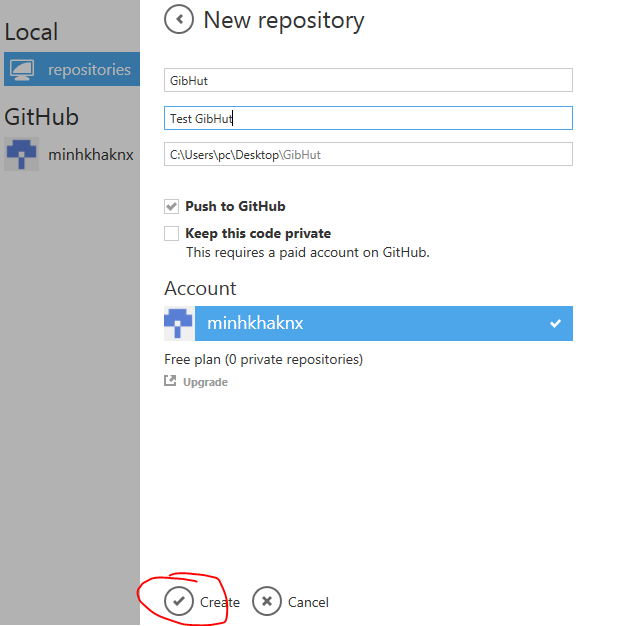 Local
repositories
GitHub
minhkhaknx
New repository
GibHut
Test GibHut
C:\Users\pc\Desktop\GibHut
Push to GitHub
Keep this code private
This requires a paid account on GitHub.
Account
minhkhaknx
Free plan (0 private repositories)
Upgrade
Create
Cancel